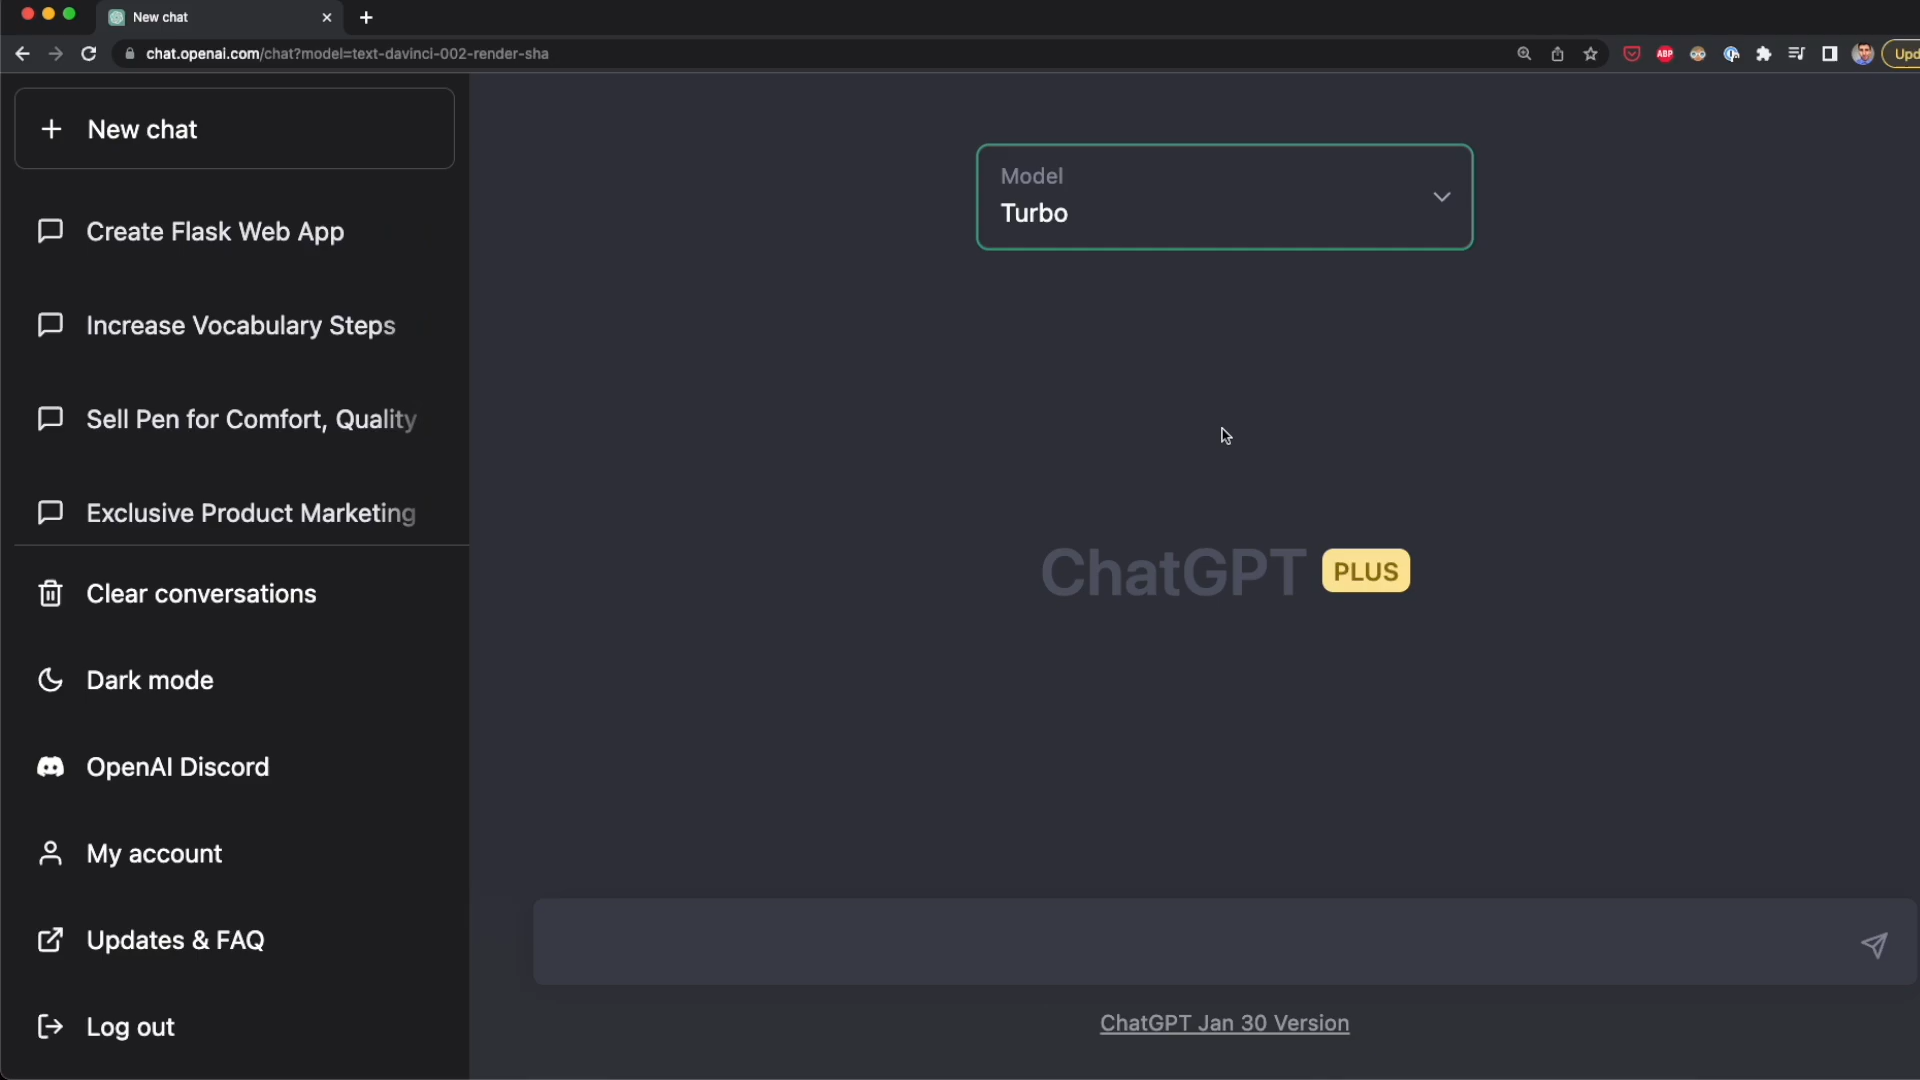 New chat
chat.openai.com/chat?model=text-davinci-002-render-sha
ABP
New chat
Create Flask Web App
Increase Vocabulary Steps
Sell Pen for Comfort, Quality
Exclusive Product Marketing
Clear conversations
Dark mode
OpenAI Discord
My account
Updates & FAQ
Log out
Model
Turbo
ChatGPT PLUS
ChatGPT Jan 30 Version